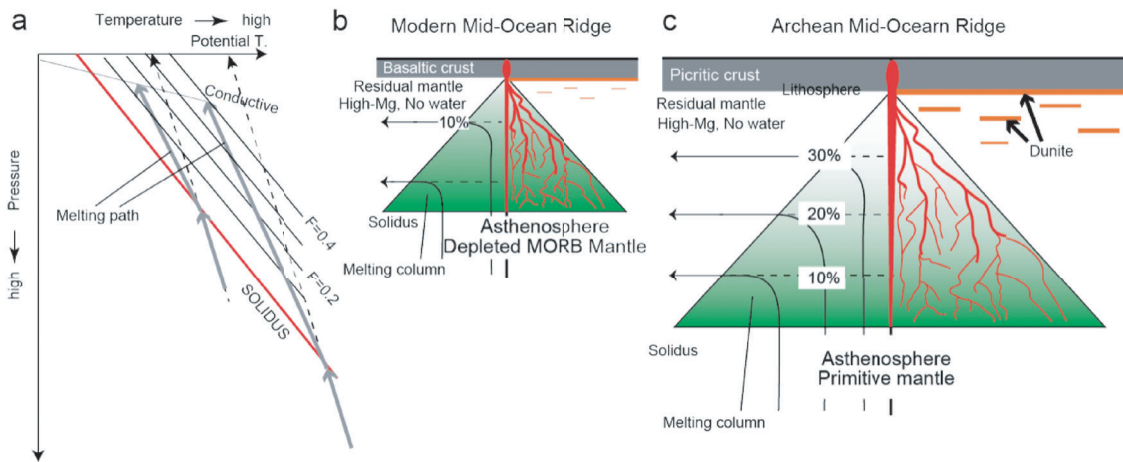 a
Temperature → high
Potential T.
Conductive
Pressure
high
Melting path
F=0.4
F=0.2
SOLIDUS
b
Modern Mid-Ocean Ridge
Basaltic crust
Residual mantle
High-Mg, No water
10%
Solidus
Asthenosphere
Depleted MORB Mantle
Melting column
c
Archean Mid-Ocearn Ridge
Picritic crust
Lithosphere
Residual mantle
High-Mg, No water
Dunite
30%
20%
10%
Solidus
Asthenosphere
Primitive mantle
Melting column